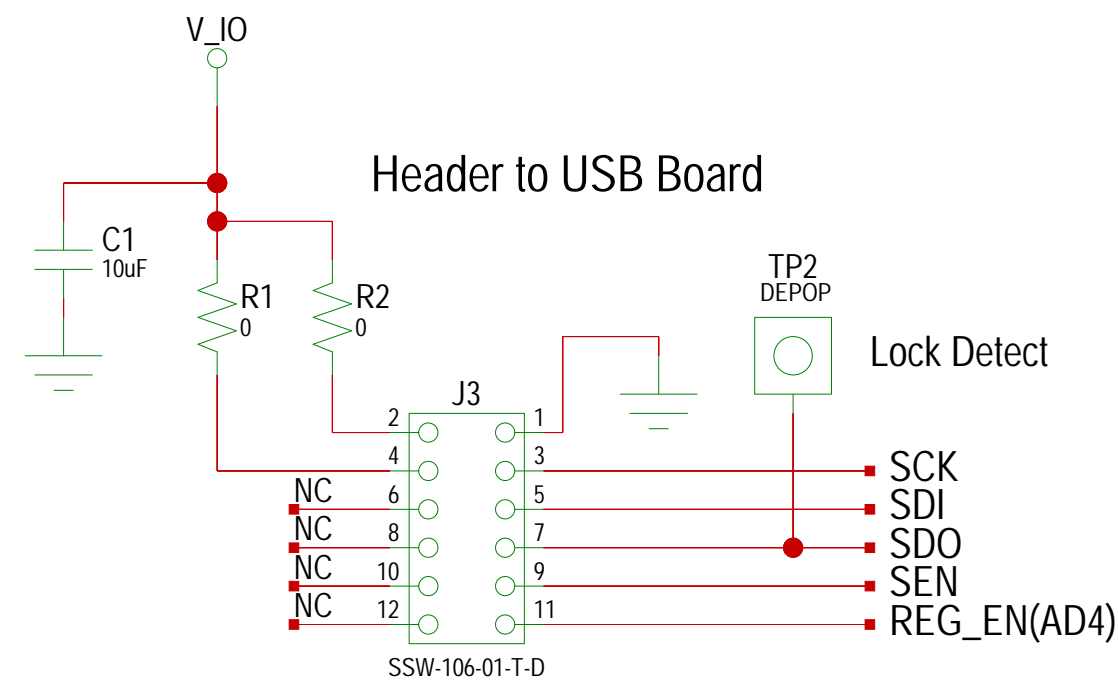 V_IO
Header to USB Board
C1
10uF
R1
0
R2
0
TP2
DEPOP
Lock Detect
J3
2
1
4
3
SCK
NC
6
5
SDI
NC
8
7
SDO
NC
10
9
SEN
NC
12
11
REG_EN(AD4)
SSW-106-01-T-D